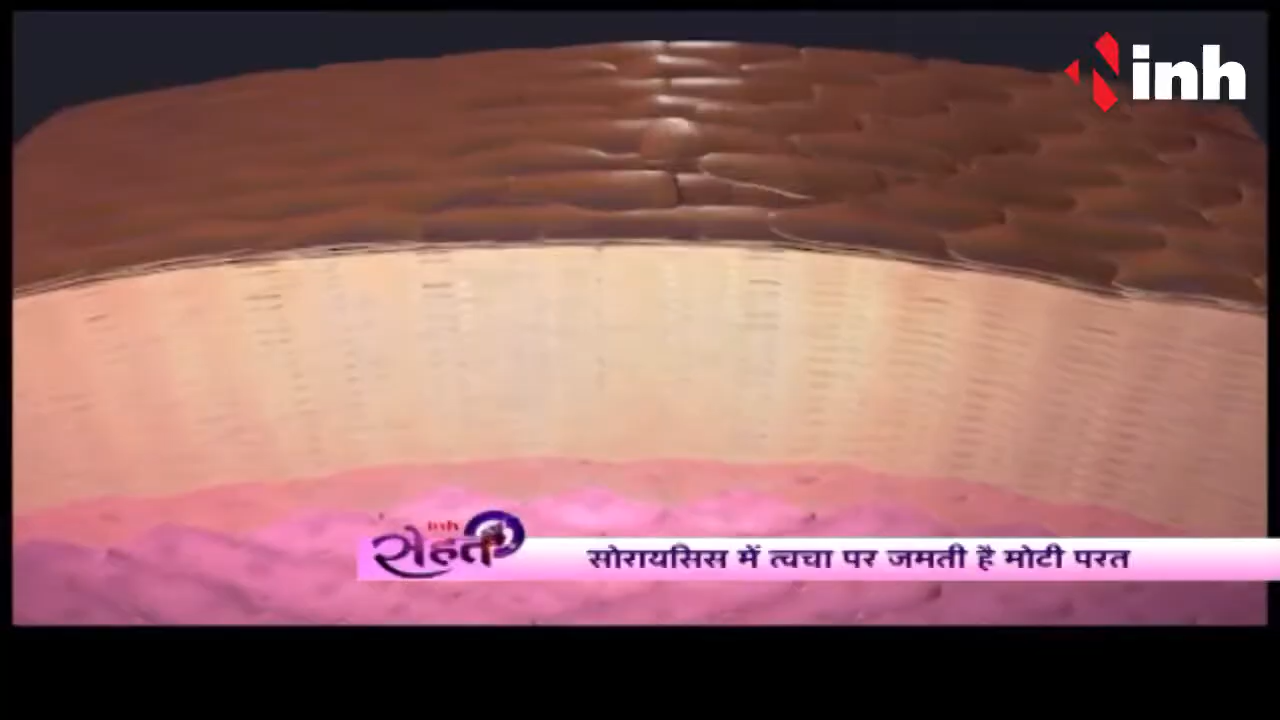 inh
inh
सेहत
सोरायसिस में त्वचा पर जमती है मोटी परत